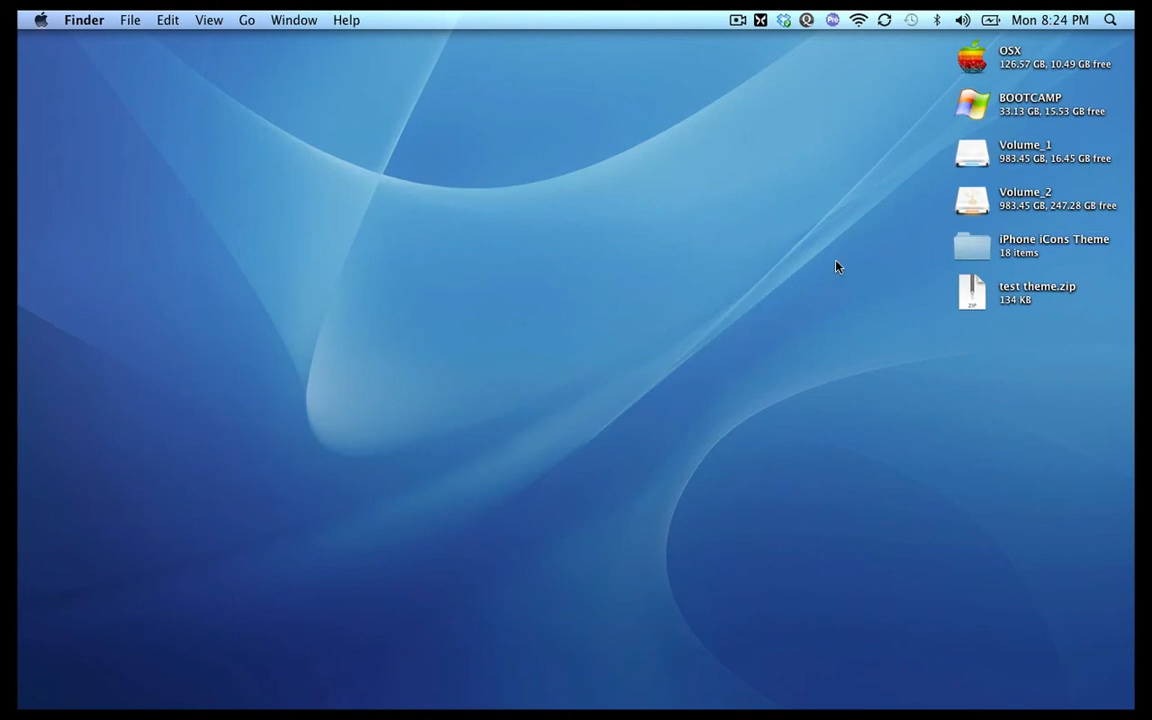 Finder File Edit View Go Window Help Pro Mon 8:24 PM
OSX
126.57 GB, 10.49 GB free
BOOTCAMP
33.13 GB, 15.53 GB free
Volume_1
983.45 GB, 16.45 GB free
Volume_2
983.45 GB, 247.28 GB free
iPhone iCons Theme
18 items
test theme.zip
134 KB
ZIP